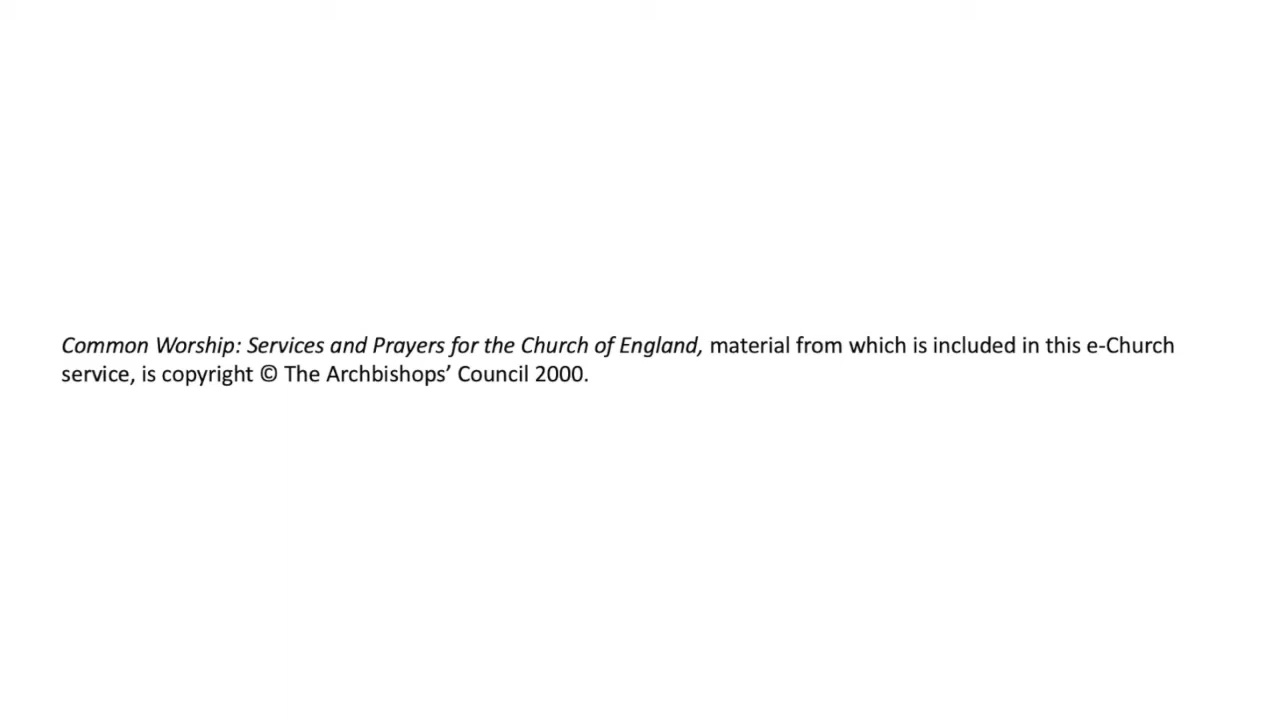 Common Worship: Services and Prayers for the Church of England, material from which is included in this e-Church
service, is copyright © The Archbishops’ Council 2000.